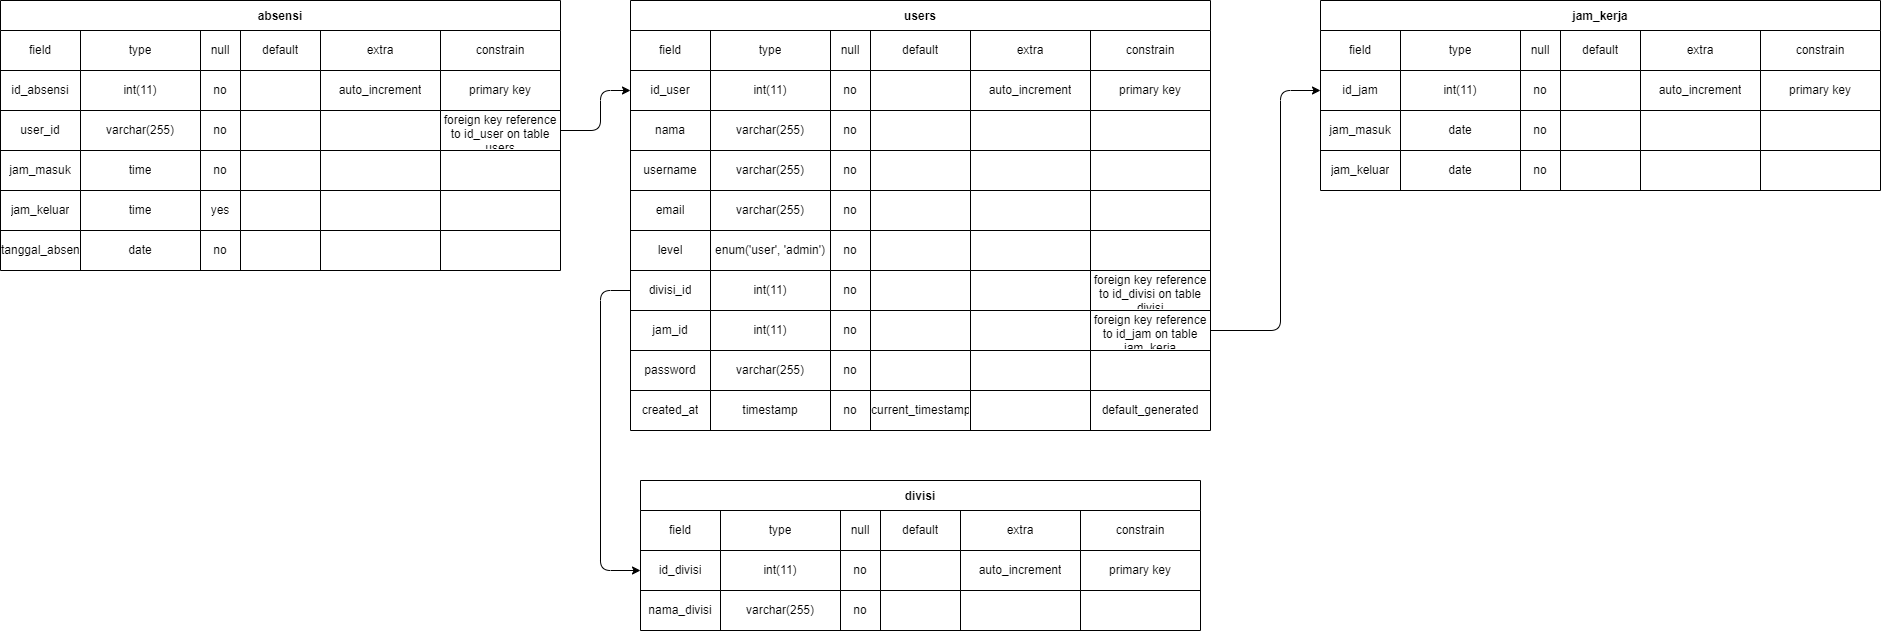 absensi
field type null default extra constrain
id_absensi int(11) no auto_increment primary key
user_id varchar(255) no foreign key reference
to id_user on table
users
jam_masuk time no
jam_keluar time yes
tanggal_absen date no
users
field type null default extra constrain
id_user int(11) no auto_increment primary key
nama varchar(255) no
username varchar(255) no
email varchar(255) no
level enum('user', 'admin') no
divisi_id int(11) no foreign key reference
to id_divisi on table
divisi
jam_id int(11) no foreign key reference
to id_jam on table
jam_kerja
password varchar(255) no
created_at timestamp no current_timestamp default_generated
jam_kerja
field type null default extra constrain
id_jam int(11) no auto_increment primary key
jam_masuk date no
jam_keluar date no
divisi
field type null default extra constrain
id_divisi int(11) no auto_increment primary key
nama_divisi varchar(255) no